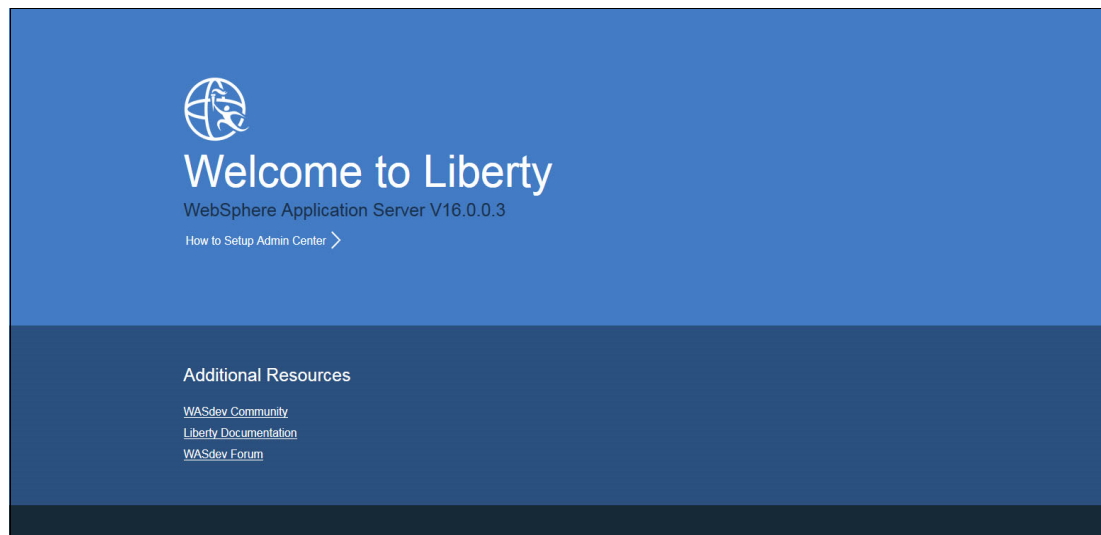 Welcome to Liberty
WebSphere Application Server V16.0.0.3
How to Setup Admin Center
Additional Resources
WASdev Community
Liberty Documentation
WASdev Forum